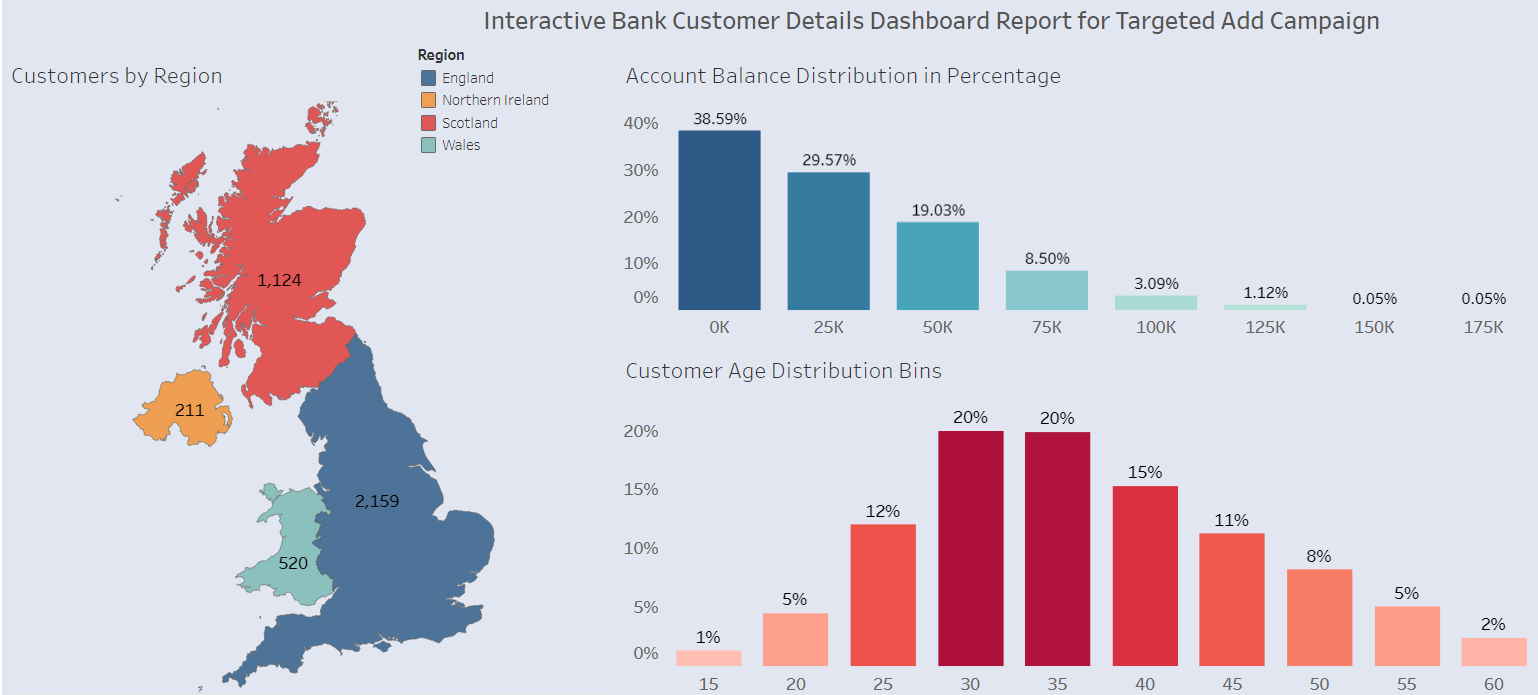 Interactive Bank Customer Details Dashboard Report for Targeted Add Campaign
Customers by Region
Region
England
Northern Ireland
Scotland
Wales
1,124
211
2,159
520
Account Balance Distribution in Percentage
40%
30%
20%
10%
0%
38.59%
29.57%
19.03%
8.50%
3.09%
1.12%
0.05%
0.05%
0K
25K
50K
75K
100K
125K
150K
175K
Customer Age Distribution Bins
20%
15%
10%
5%
0%
1%
5%
12%
20%
20%
15%
11%
8%
5%
2%
15
20
25
30
35
40
45
50
55
60